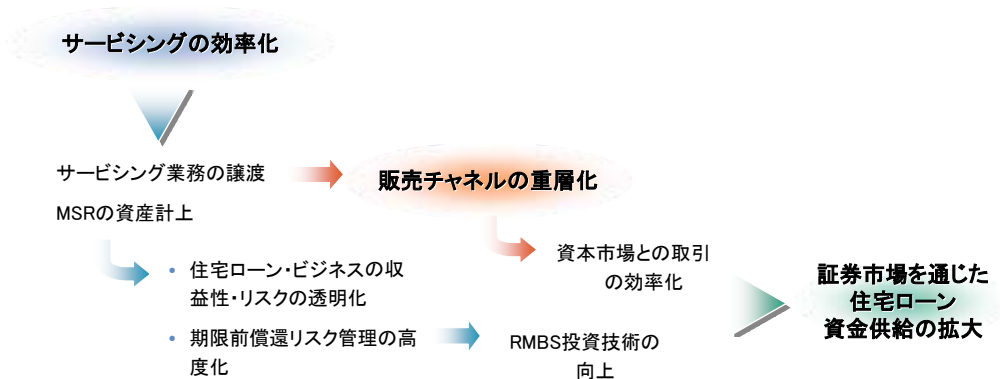 サービシングの効率化
サービシング業務の譲渡
MSRの資産計上
販売チャネルの重層化
• 住宅ローン・ビジネスの収
益性・リスクの透明化
• 期限前償還リスク管理の高
度化
資本市場との取引
の効率化
RMBS投資技術の
向上
証券市場を通じた
住宅ローン
資金供給の拡大